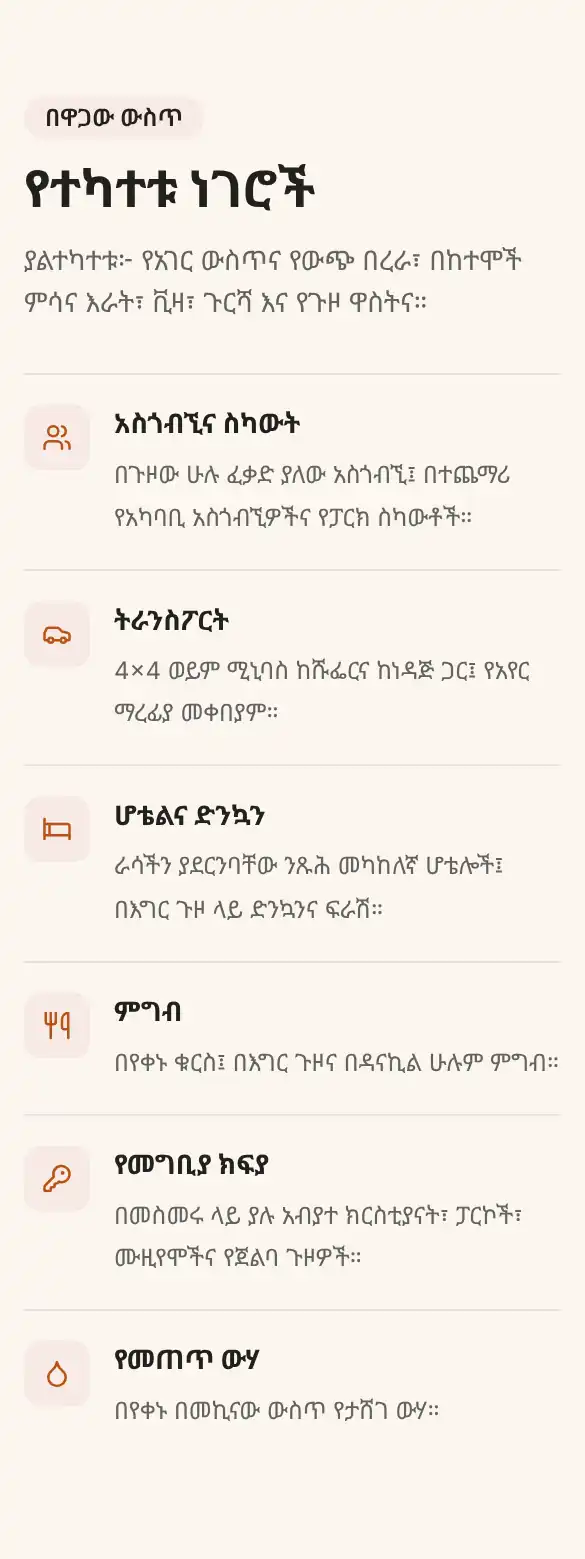 በዋጋው ውስጥ
የተካተቱ ነገሮች
ያልተካተቱ፦ የአገር ውስጥና የውጭ በረራ፣ በከተሞች
ምሳና እራት፣ ቪዛ፣ ጉርሻ እና የጉዞ ዋስትና።
አስጎብኚና ስካውት
በጉዞው ሁሉ ፈቃድ ያለው አስጎብኚ፤ በተጨማሪ
የአካባቢ አስጎብኚዎችና የፓርክ ስካውቶች።
ትራንስፖርት
4×4 ወይም ሚኒባስ ከሹፌርና ከነዳጅ ጋር፤ የአየር
ማረፊያ መቀበያም።
ሆቴልና ድንኳን
ራሳችን ያደርንባቸው ንጹሕ መካከለኛ ሆቴሎች፤
በእግር ጉዞ ላይ ድንኳንና ፍራሽ።
ምግብ
በየቀኑ ቁርስ፤ በእግር ጉዞና በዳናኪል ሁሉም ምግብ።
የመግቢያ ክፍያ
በመስመሩ ላይ ያሉ አብያተ ክርስቲያናት፣ ፓርኮች፣
ሙዚየሞችና የጀልባ ጉዞዎች።
የመጠጥ ውሃ
በየቀኑ በመኪናው ውስጥ የታሸገ ውሃ።